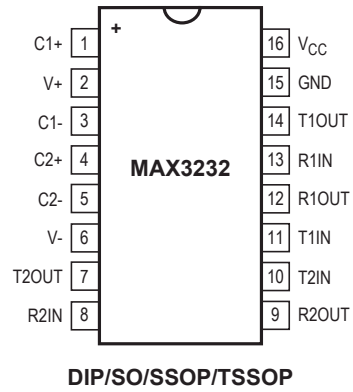 +
C1+ 1 16 VCC
V+ 2 15 GND
C1- 3 14 T1OUT
C2+ 4 13 R1IN
MAX3232
C2- 5 12 R1OUT
V- 6 11 T1IN
T2OUT 7 10 T2IN
R2IN 8 9 R2OUT
DIP/SO/SSOP/TSSOP